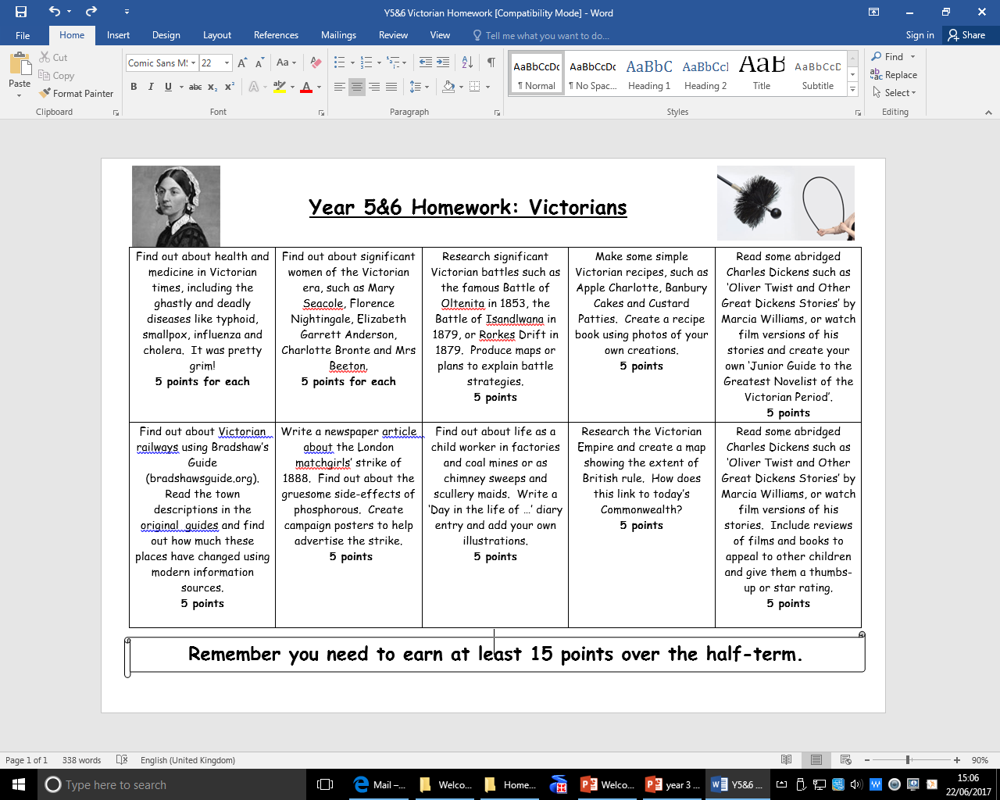 Y5&6 Victorian Homework [Compatibility Mode] - Word
File Home Insert Design Layout References Mailings Review View Tell me what you want to do... Sign in Share
Paste
Cut
Copy
Format Painter
Clipboard
Comic Sans MS 22
Font
Paragraph
AaBbCcDc AaBbCcDc AaBbC AaBbCcI AaB AaBbCcD
¶ Normal ¶ No Spac... Heading 1 Heading 2 Title Subtitle
Styles
Find
Replace
Select
Editing
Year 5&6 Homework: Victorians
Find out about health and
medicine in Victorian
times, including the
ghastly and deadly
diseases like typhoid,
smallpox, influenza and
cholera. It was pretty
grim!
5 points for each
Find out about significant
women of the Victorian
era, such as Mary
Seacole, Florence
Nightingale, Elizabeth
Garrett Anderson,
Charlotte Bronte and Mrs
Beeton.
5 points for each
Research significant
Victorian battles such as
the famous Battle of
Oltenita in 1853, the
Battle of Isandlwana in
1879, or Rorkes Drift in
1879. Produce maps or
plans to explain battle
strategies.
5 points
Make some simple
Victorian recipes, such as
Apple Charlotte, Banbury
Cakes and Custard
Patties. Create a recipe
book using photos of your
own creations.
5 points
Read some abridged
Charles Dickens such as
‘Oliver Twist and Other
Great Dickens Stories’ by
Marcia Williams, or watch
film versions of his
stories and create your
own ‘Junior Guide to the
Greatest Novelist of the
Victorian Period’.
5 points
Find out about Victorian
railways using Bradshaw’s
Guide
(bradshawsguide.org).
Read the town
descriptions in the
original guides and find
out how much these
places have changed using
modern information
sources.
5 points
Write a newspaper article
about the London
matchgirls’ strike of
1888. Find out about the
gruesome side-effects of
phosphorous. Create
campaign posters to help
advertise the strike.
5 points
Find out about life as a
child worker in factories
and coal mines or as
chimney sweeps and
scullery maids. Write a
‘Day in the life of …’ diary
entry and add your own
illustrations.
5 points
Research the Victorian
Empire and create a map
showing the extent of
British rule. How does
this link to today’s
Commonwealth?
5 points
Read some abridged
Charles Dickens such as
‘Oliver Twist and Other
Great Dickens Stories’ by
Marcia Williams, or watch
film versions of his
stories. Include reviews
of films and books to
appeal to other children
and give them a thumbs-
up or star rating.
5 points
Remember you need to earn at least 15 points over the half-term.
Page 1 of 1 338 words English (United Kingdom) 90%
Type here to search
Mail –... Welco... Home... Welco... year 3 ... Y5&6 ...
15:06
22/06/2017